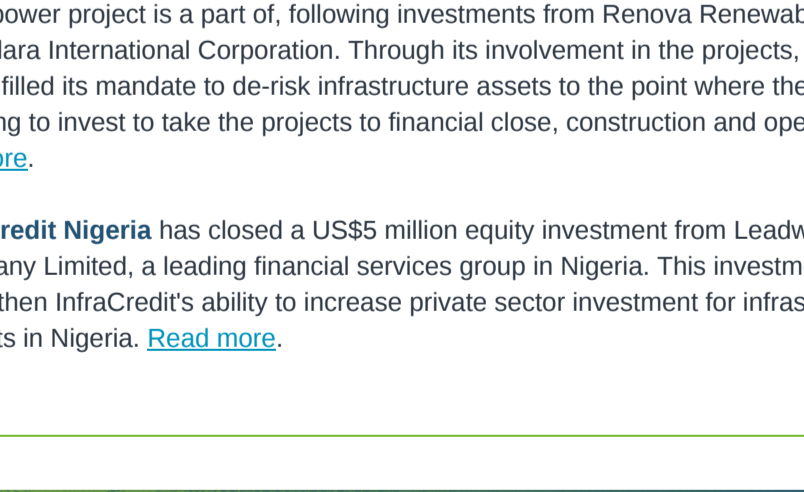 power project is a part of, following investments from Renova Renewab
lara International Corporation. Through its involvement in the projects,
filled its mandate to de-risk infrastructure assets to the point where the
ng to invest to take the projects to financial close, construction and ope
ore.
redit Nigeria has closed a US$5 million equity investment from Leadw
any Limited, a leading financial services group in Nigeria. This investm
then InfraCredit's ability to increase private sector investment for infras
ts in Nigeria. Read more.